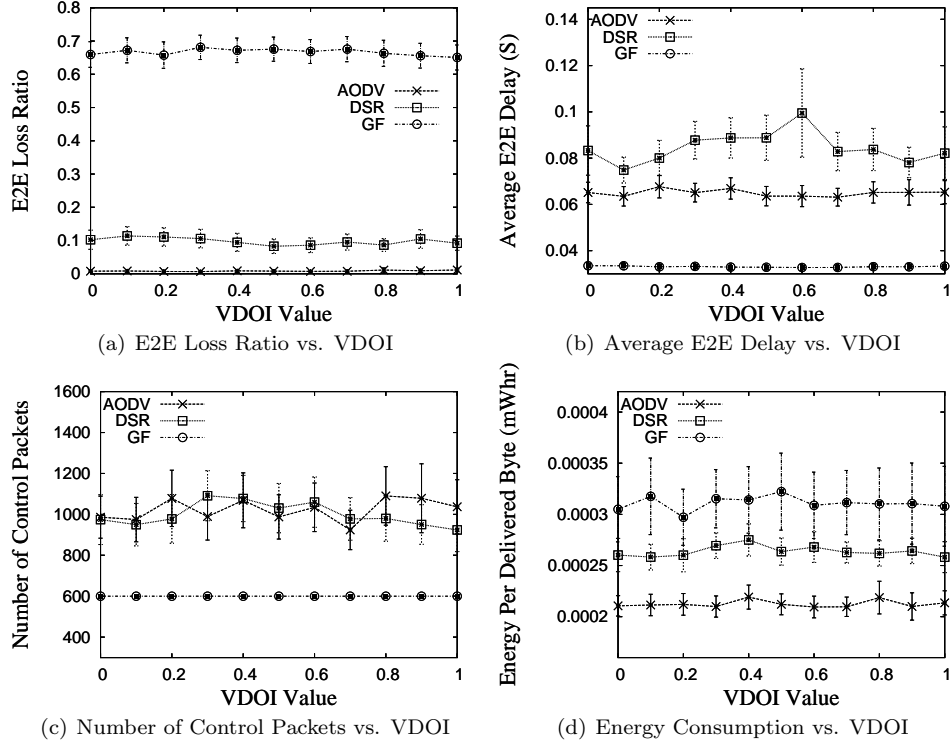 E2E Loss Ratio
0.8
0.7
0.6
0.5
0.4
0.3
0.2
0.1
0
AODV
DSR
GF
0 0.2 0.4 0.6 0.8 1
VDOI Value
(a) E2E Loss Ratio vs. VDOI
Average E2E Delay (S)
0.14
0.12
0.1
0.08
0.06
0.04
AODV
DSR
GF
0 0.2 0.4 0.6 0.8 1
VDOI Value
(b) Average E2E Delay vs. VDOI
Number of Control Packets
1600
1400
1200
1000
800
600
400
AODV
DSR
GF
0 0.2 0.4 0.6 0.8 1
VDOI Value
(c) Number of Control Packets vs. VDOI
Energy Per Delivered Byte (mWhr)
0.0004
0.00035
0.0003
0.00025
0.0002
AODV
DSR
GF
0 0.2 0.4 0.6 0.8 1
VDOI Value
(d) Energy Consumption vs. VDOI